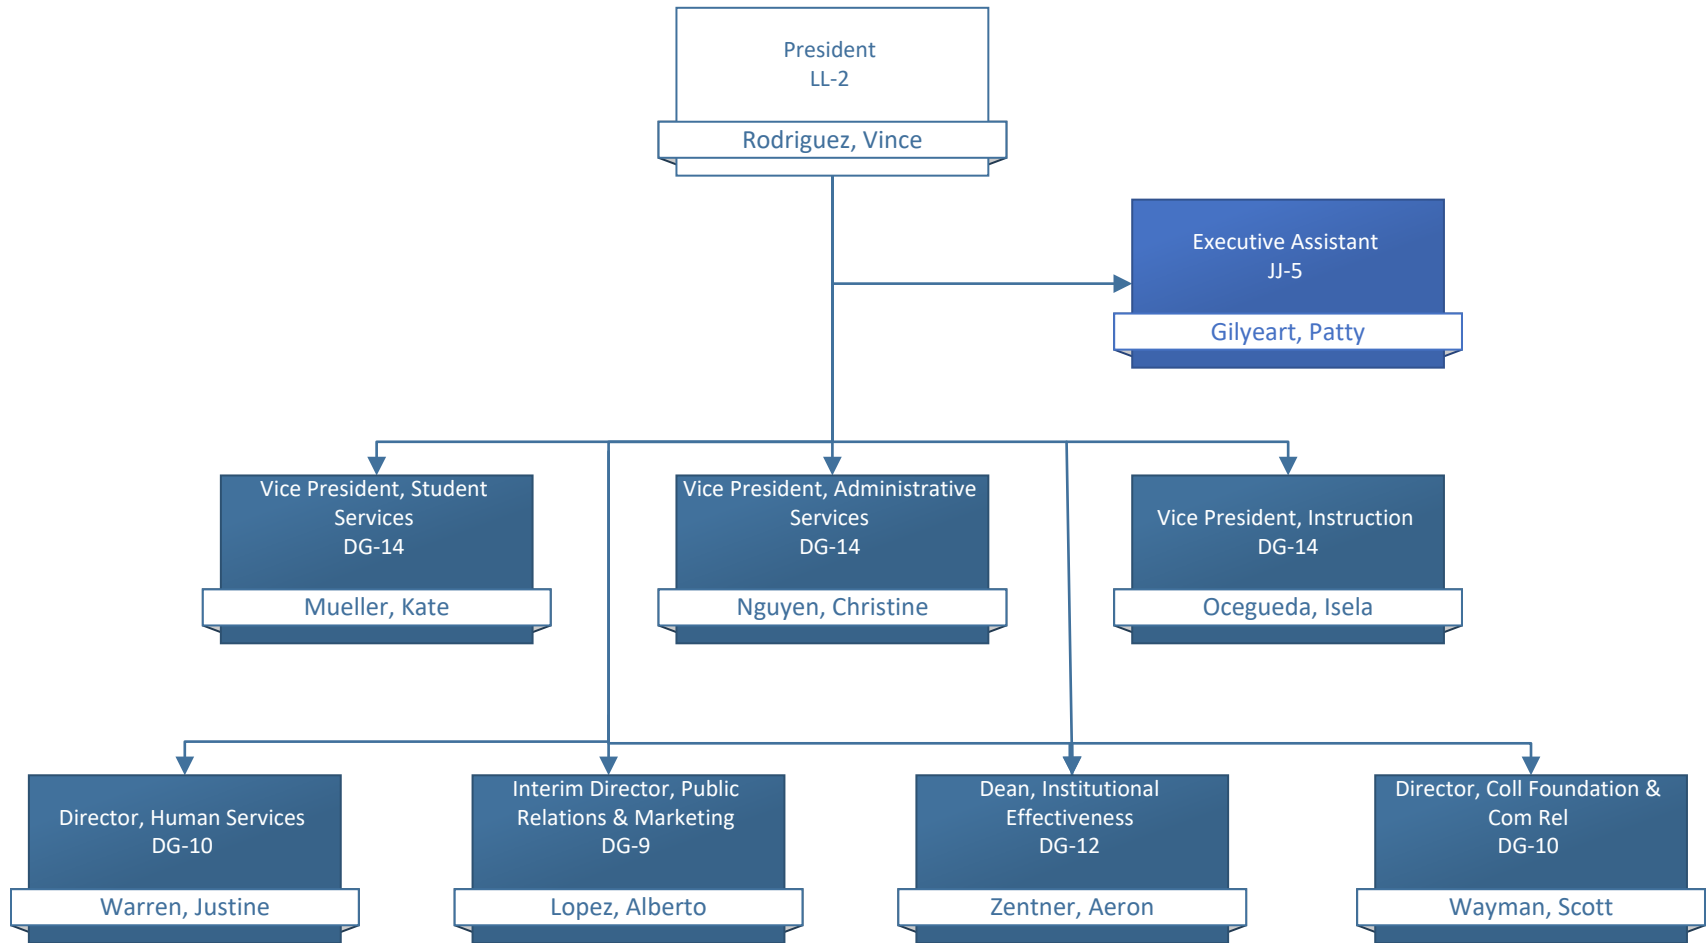 President
LL-2
Rodriguez, Vince
Executive Assistant
JJ-5
Gilyeart, Patty
Vice President, Student
Services
DG-14
Mueller, Kate
Vice President, Administrative
Services
DG-14
Nguyen, Christine
Vice President, Instruction
DG-14
Ocegueda, Isela
Director, Human Services
DG-10
Warren, Justine
Interim Director, Public
Relations & Marketing
DG-9
Lopez, Alberto
Dean, Institutional
Effectiveness
DG-12
Zentner, Aeron
Director, Coll Foundation &
Com Rel
DG-10
Wayman, Scott